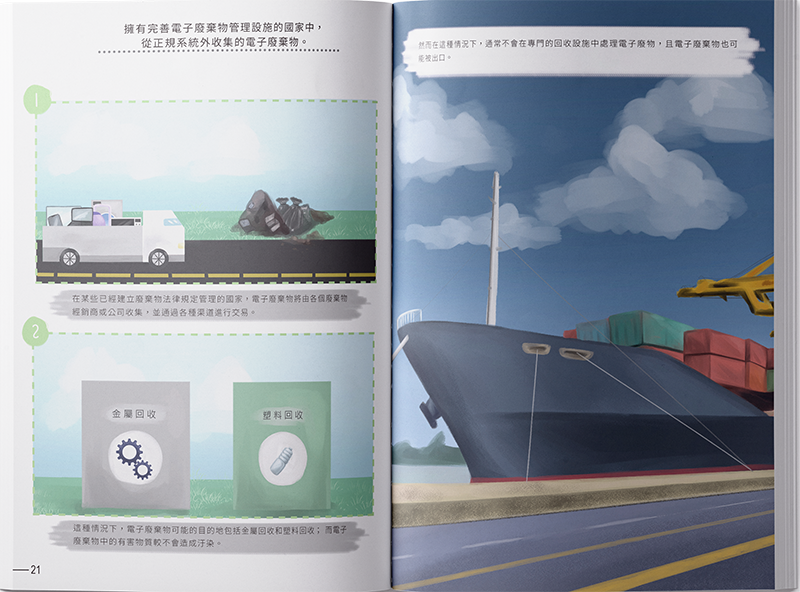 擁有完善電子廢棄物管理設施的國家中，
從正規系統外收集的電子廢棄物。
1
在某些已經建立廢棄物法律規定管理的國家，電子廢棄物將由各個廢棄物
經銷商或公司收集，並通過各種渠道進行交易。
2
金屬回收
塑料回收
這種情況下，電子廢棄物可能的目的地包括金屬回收和塑料回收；而電子
廢棄物中的有害物質較不會造成汙染。
21
然而在這種情況下，通常不會在專門的回收設施中處理電子廢物，且電子廢棄物也可
能被出口。